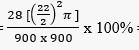 = 28 [(22/2)² π] / 900 x 900 x 100% =